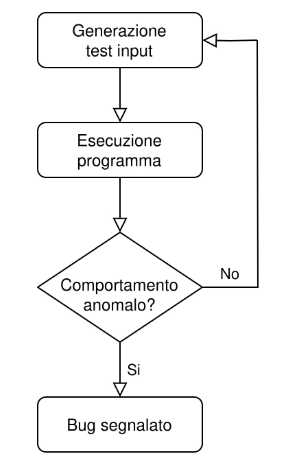 Generazione
test input
Esecuzione
programma
Comportamento
anomalo?
No
Si
Bug segnalato